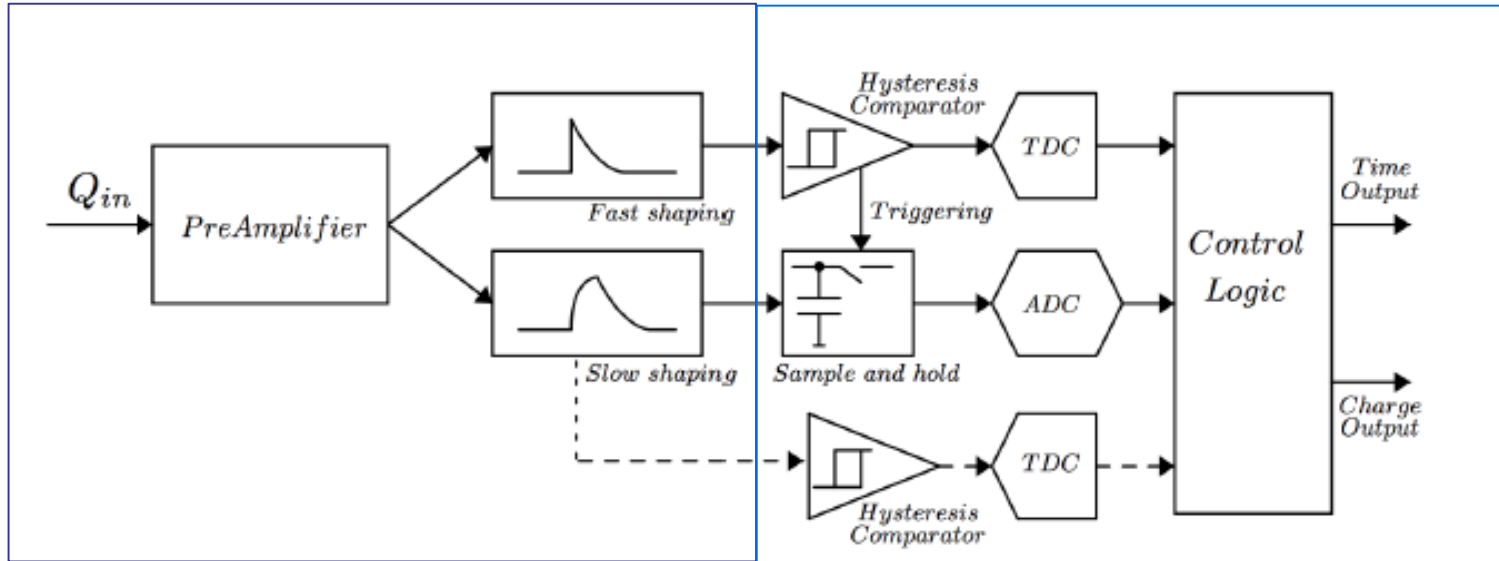 Q_in
PreAmplifier
Fast shaping
Slow shaping
Hysteresis
Comparator
TDC
Triggering
Sample and hold
ADC
Hysteresis
Comparator
TDC
Control
Logic
Time
Output
Charge
Output